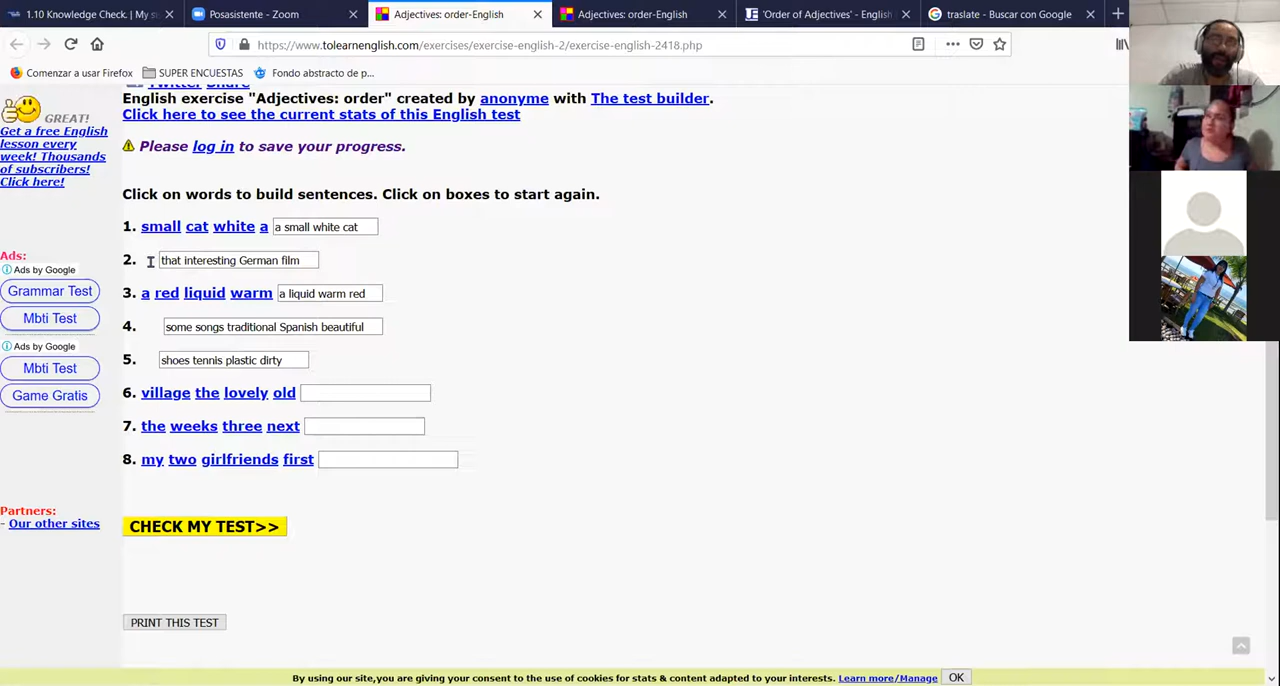 1.10 Knowledge Check. | My su
Posasistente - Zoom
Adjectives: order-English
Adjectives: order-English
'Order of Adjectives' - English
traslate - Buscar con Google
https://www.tolearnenglish.com/exercises/exercise-english-2/exercise-english-2418.php
Comenzar a usar Firefox
SUPER ENCUESTAS
Fondo abstracto de p...
Twitter Share
English exercise "Adjectives: order" created by anonyme with The test builder.
Click here to see the current stats of this English test
GREAT!
Get a free English
lesson every
week! Thousands
of subscribers!
Click here!
Please log in to save your progress.
Click on words to build sentences. Click on boxes to start again.
1. small cat white a a small white cat
2. that interesting German film
3. a red liquid warm a liquid warm red
4. some songs traditional Spanish beautiful
5. shoes tennis plastic dirty
6. village the lovely old
7. the weeks three next
8. my two girlfriends first
Ads:
Ads by Google
Grammar Test
Mbti Test
Ads by Google
Mbti Test
Game Gratis
Partners:
- Our other sites
CHECK MY TEST>>
PRINT THIS TEST
By using our site,you are giving your consent to the use of cookies for stats & content adapted to your interests. Learn more/Manage OK